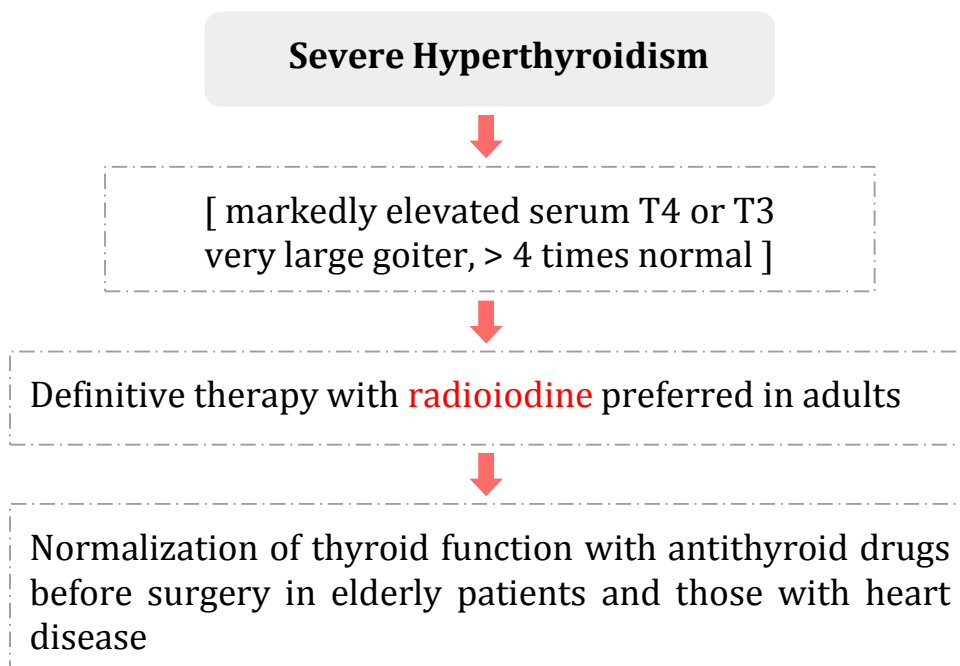 Severe Hyperthyroidism
[ markedly elevated serum T4 or T3
very large goiter, > 4 times normal ]
Definitive therapy with radioiodine preferred in adults
Normalization of thyroid function with antithyroid drugs
before surgery in elderly patients and those with heart
disease